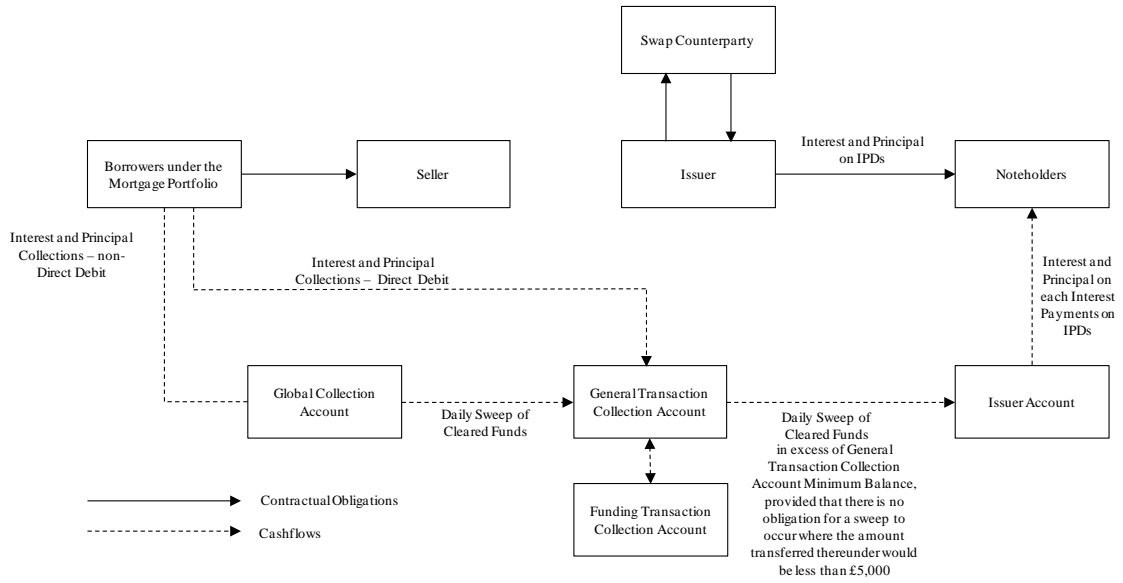 Swap Counterparty
Borrowers under the
Mortgage Portfolio
Seller
Issuer
Interest and Principal
on IPDs
Noteholders
Interest and Principal
Collections – non-
Direct Debit
Interest and Principal
Collections – Direct Debit
Interest and
Principal on
each Interest
Payments on
IPDs
Global Collection
Account
Daily Sweep of
Cleared Funds
General Transaction
Collection Account
Daily Sweep of
Cleared Funds
in excess of General
Transaction Collection
Account Minimum Balance,
provided that there is no
obligation for a sweep to
occur where the amount
transferred thereunder would
be less than £5,000
Issuer Account
Funding Transaction
Collection Account
Contractual Obligations
Cashflows